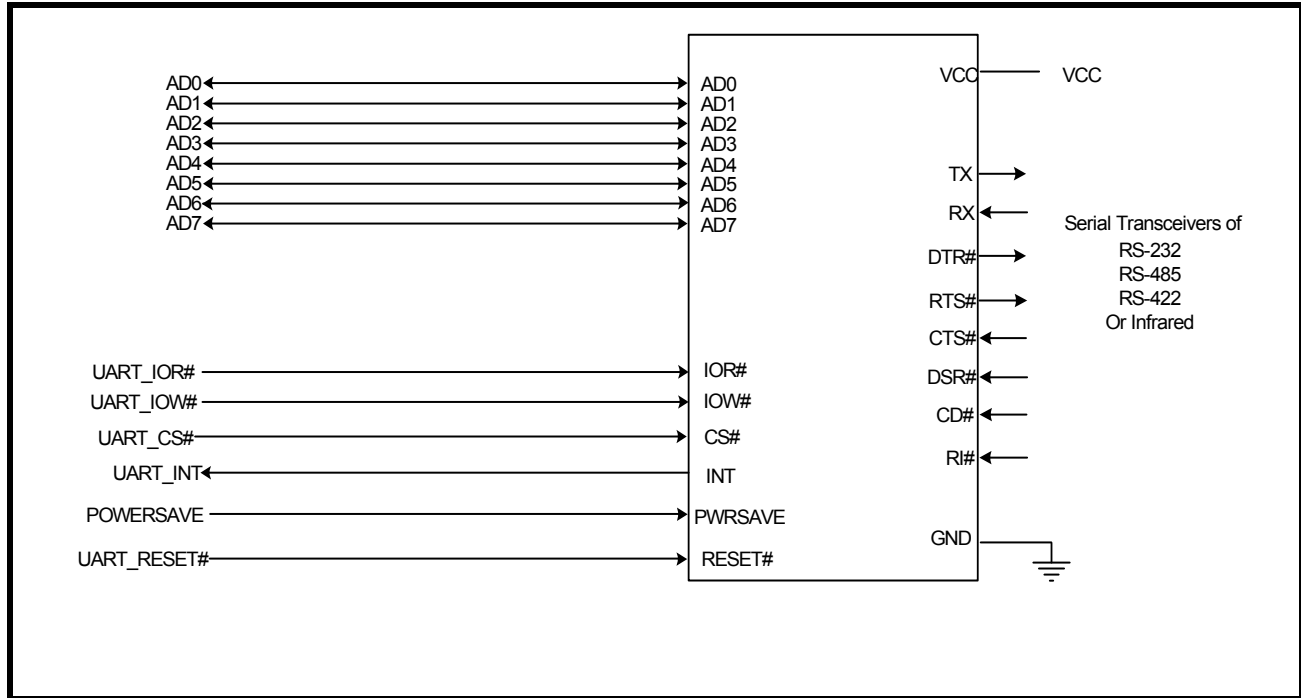 AD0 AD0 VCC VCC
AD1 AD1
AD2 AD2
AD3 AD3
AD4 AD4 TX
AD5 AD5
AD6 AD6 RX
AD7 AD7 Serial Transceivers of
DTR# RS-232
RS-485
RTS# RS-422
Or Infrared
CTS#
UART_IOR# IOR# DSR#
UART_IOW# IOW# CD#
UART_CS# CS#
UART_INT INT RI#
POWERSAVE PWRSAVE
GND
UART_RESET# RESET#